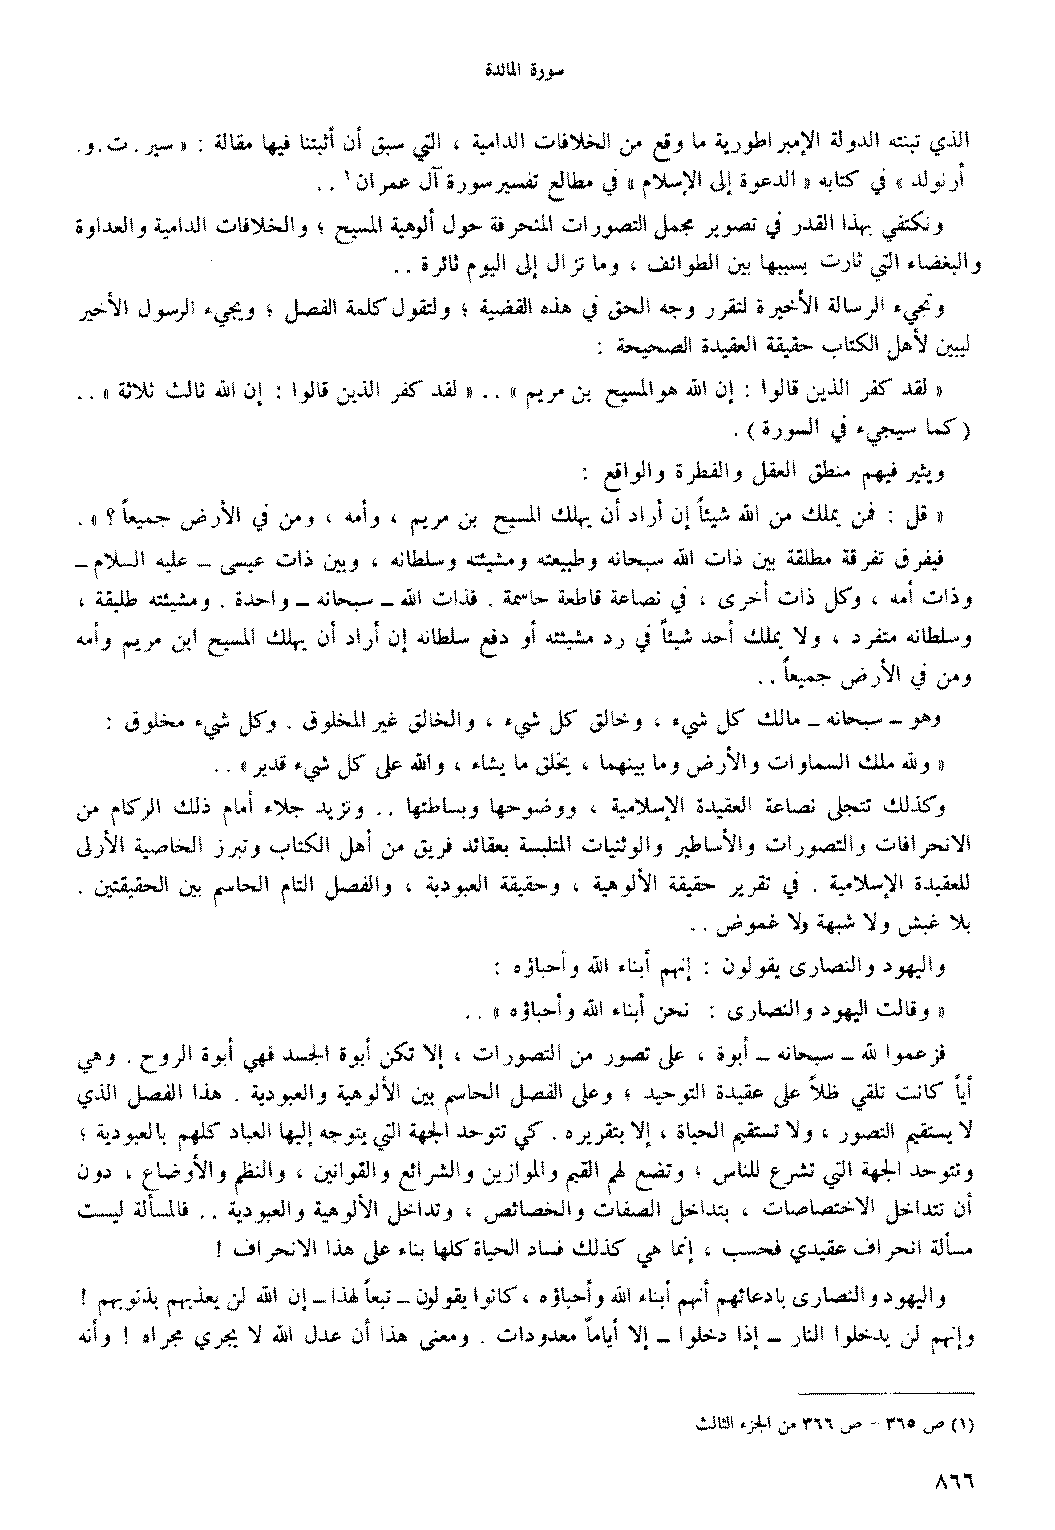 سورة المائدة
الذي تبنته الدولة الإمبراطورية ما وقع من الخلافات الدامية ، التي سبق أن أثبتنا فيها مقالة : « سير . ت . و .
أرنولد » في كتابه « الدعوة إلى الإسلام » في مطالع تفسير سورة آل عمران ١ . .
ونكتفي بهذا القدر في تصوير مجمل التصورات المنحرفة حول ألوهية المسيح ؛ والخلافات الدامية والعداوة
والبغضاء التي ثارت بسببها بين الطوائف ، وما تزال إلى اليوم ثائرة . .
وتجيء الرسالة الأخيرة لتقرر وجه الحق في هذه القضية ؛ ولتقول كلمة الفصل ؛ ويجيء الرسول الأخير
ليبين لأهل الكتاب حقيقة العقيدة الصحيحة :
« لقد كفر الذين قالوا : إن الله هو المسيح بن مريم » . . « لقد كفر الذين قالوا : إن الله ثالث ثلاثة » . .
( كما سيجيء في السورة ) .
ويثير فيهم منطق العقل والفطرة والواقع :
« قل : فمن يملك من الله شيئاً إن أراد أن يهلك المسيح بن مريم ، وأمه ، ومن في الأرض جميعاً ؟ » .
فيفرق تفرقة مطلقة بين ذات الله سبحانه وطبيعته ومشيئته وسلطانه ، وبين ذات عيسى – عليه السلام –
وذات أمه ، وكل ذات أخرى ، في نصاعة قاطعة حاسمة . فذات الله – سبحانه – واحدة . ومشيئته طليقة ،
وسلطانه متفرد ، ولا يملك أحد شيئاً في رد مشيئته أو دفع سلطانه إن أراد أن يهلك المسيح ابن مريم وأمه
ومن في الأرض جميعاً . .
وهو – سبحانه – مالك كل شيء ، وخالق كل شيء ، والخالق غير المخلوق . وكل شيء مخلوق :
« ولله ملك السماوات والأرض وما بينهما ، يخلق ما يشاء ، والله على كل شيء قدير » . .
وكذلك تتجلى نصاعة العقيدة الإسلامية ، ووضوحها وبساطتها . . وتزيد جلاء أمام ذلك الركام من
الانحرافات والتصورات والأساطير والوثنيات المتلبسة بعقائد فريق من أهل الكتاب وتبرز الخاصية الأولى
للعقيدة الإسلامية . في تقرير حقيقة الألوهية ، وحقيقة العبودية ، والفصل التام الحاسم بين الحقيقتين .
بلا غبش ولا شبهة ولا غموض . .
واليهود والنصارى يقولون : إنهم أبناء الله وأحباؤه :
« وقالت اليهود والنصارى : نحن أبناء الله وأحباؤه » . .
فزعموا لله – سبحانه – أبوة ، على تصور من التصورات ، إلا تكن أبوة الجسد فهي أبوة الروح . وهي
أياً كانت تلقي ظلاً على عقيدة التوحيد ؛ وعلى الفصل الحاسم بين الألوهية والعبودية . هذا الفصل الذي
لا يستقيم التصور ، ولا تستقيم الحياة ، إلا بتقريره . كي تتوحد الجهة التي يتوجه إليها العباد كلهم بالعبودية ؛
وتتوحد الجهة التي تشرع للناس ؛ وتضع لهم القيم والموازين والشرائع والقوانين ، والنظم والأوضاع ، دون
أن تتداخل الاختصاصات ، بتداخل الصفات والخصائص ، وتداخل الألوهية والعبودية . . فالمسألة ليست
مسألة انحراف عقيدي فحسب ، إنما هي كذلك فساد الحياة كلها بناء على هذا الانحراف !
واليهود والنصارى بادعائهم أنهم أبناء الله وأحباؤه ، كانوا يقولون – تبعاً لهذا – إن الله لن يعذبهم بذنوبهم !
وإنهم لن يدخلوا النار – إذا دخلوا – إلا أياماً معدودات . ومعنى هذا أن عدل الله لا يجري مجراه ! وأنه
(١) ص ٣٦٥ - ص ٣٦٦ من الجزء الثالث
٨٦٦